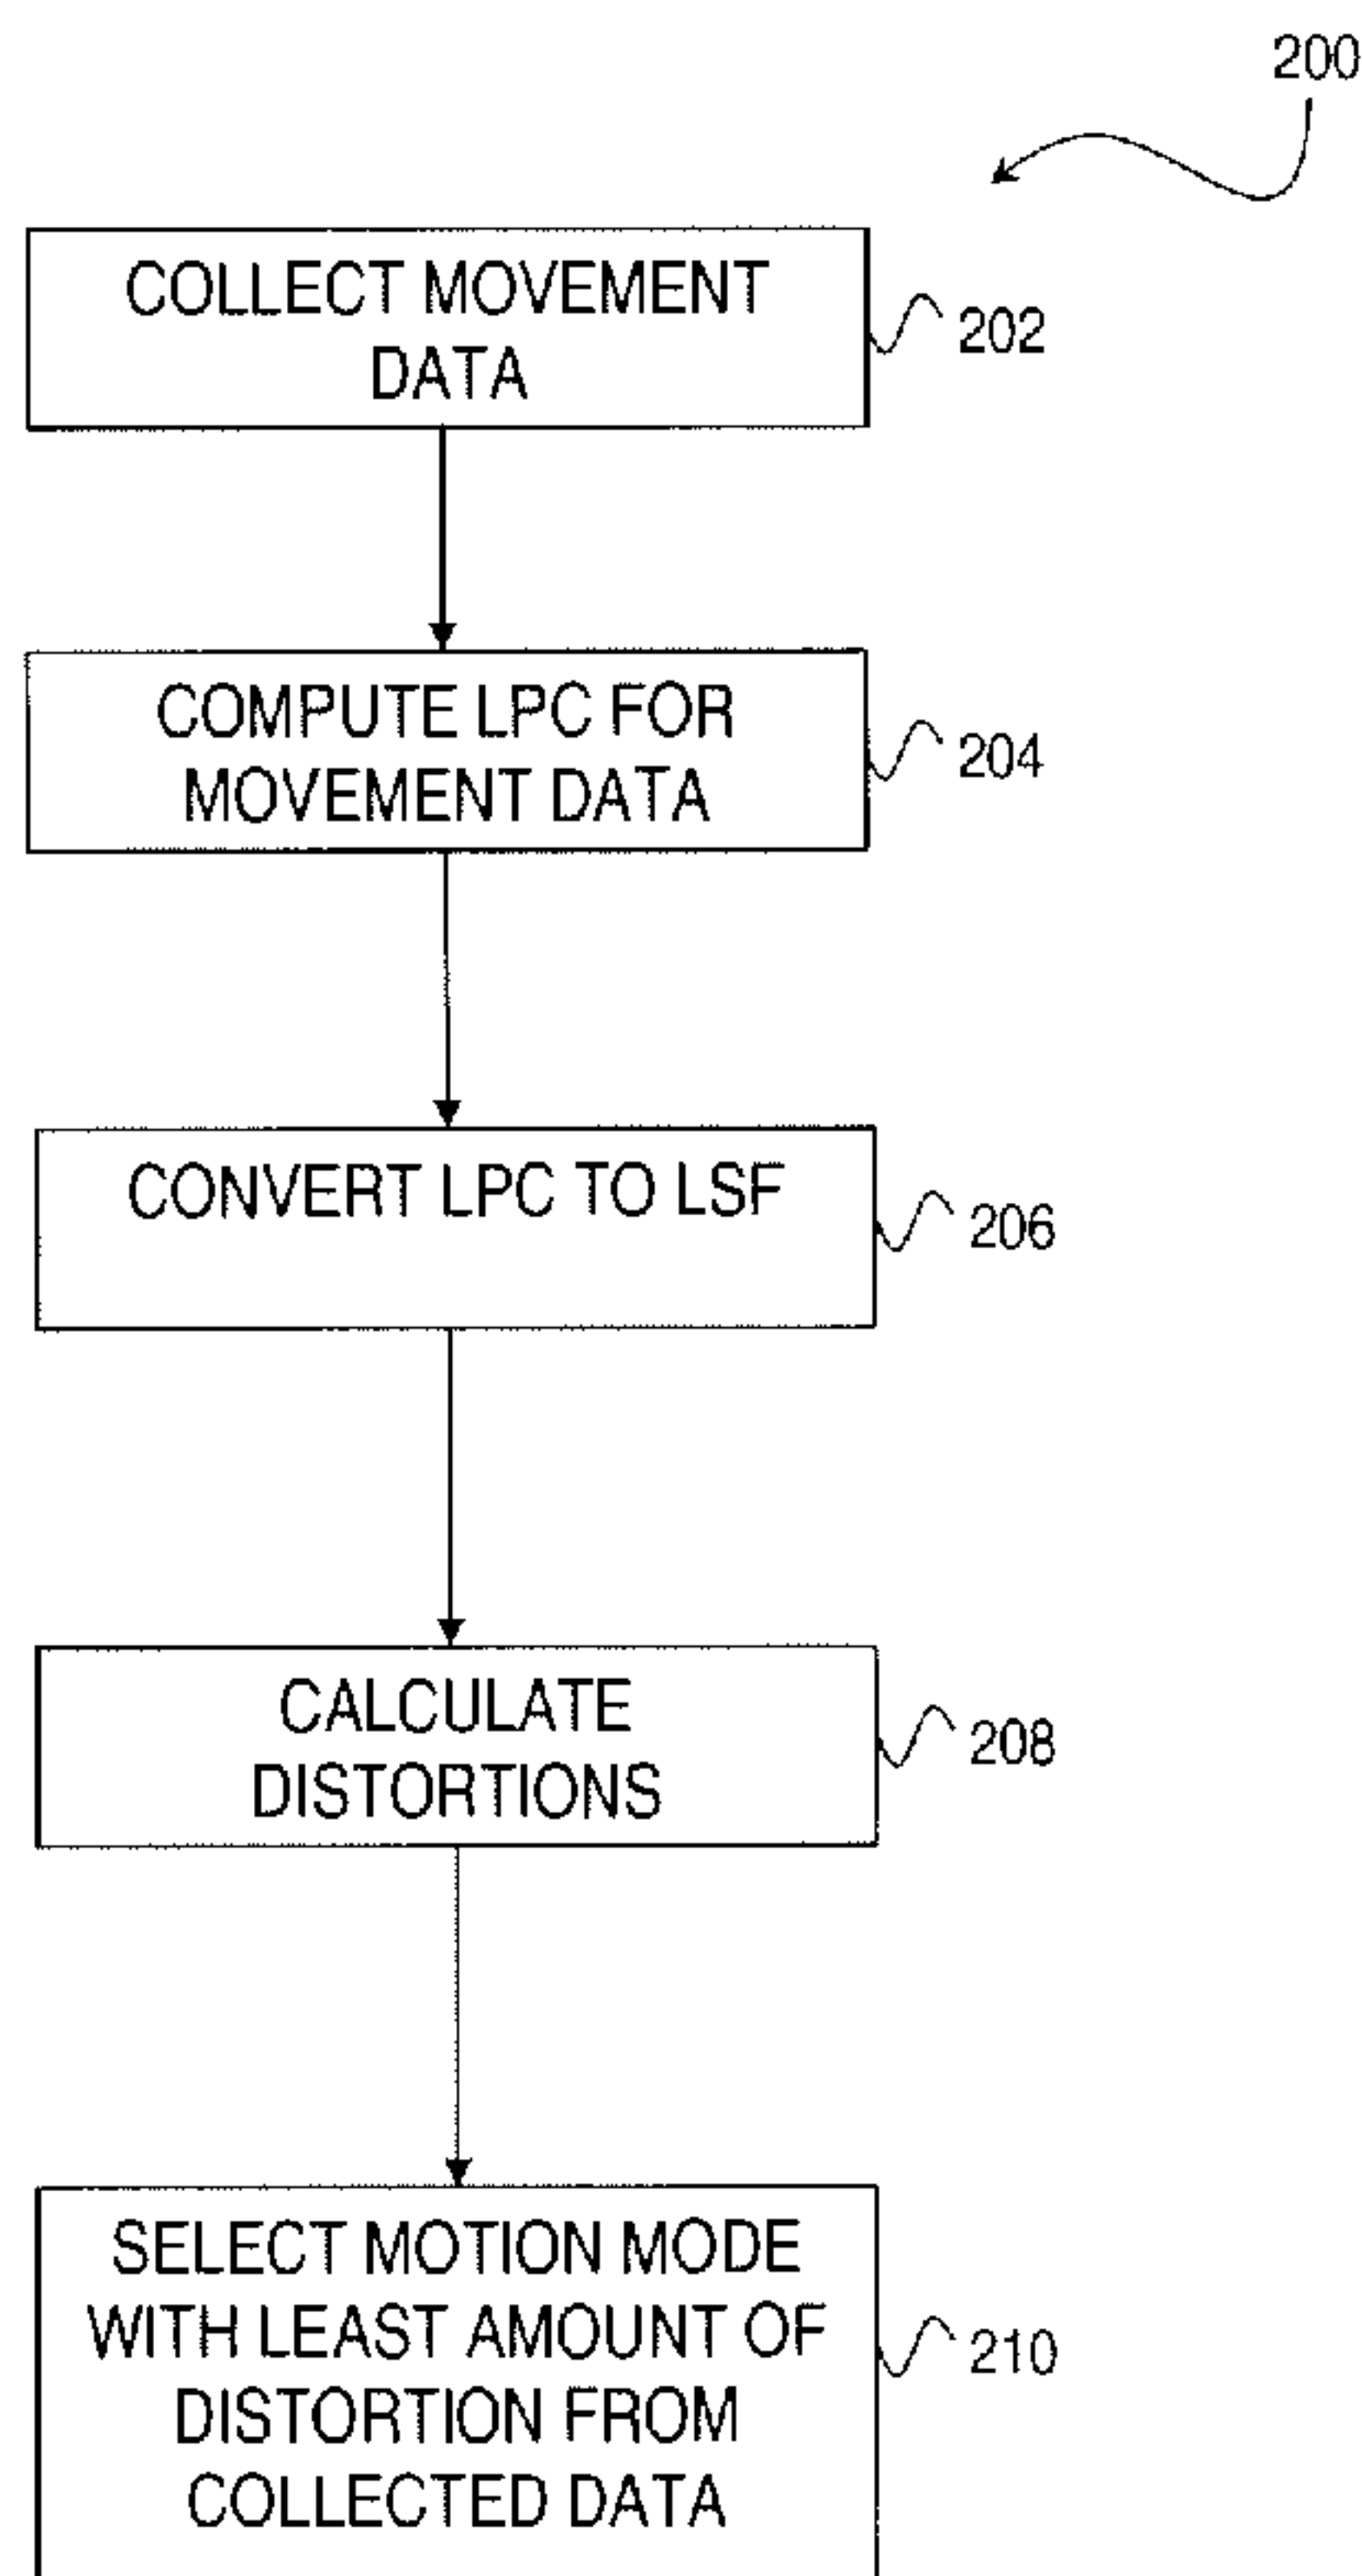 200
COLLECT MOVEMENT
DATA
202
COMPUTE LPC FOR
MOVEMENT DATA
204
CONVERT LPC TO LSF
206
CALCULATE
DISTORTIONS
208
SELECT MOTION MODE
WITH LEAST AMOUNT OF
DISTORTION FROM
COLLECTED DATA
210